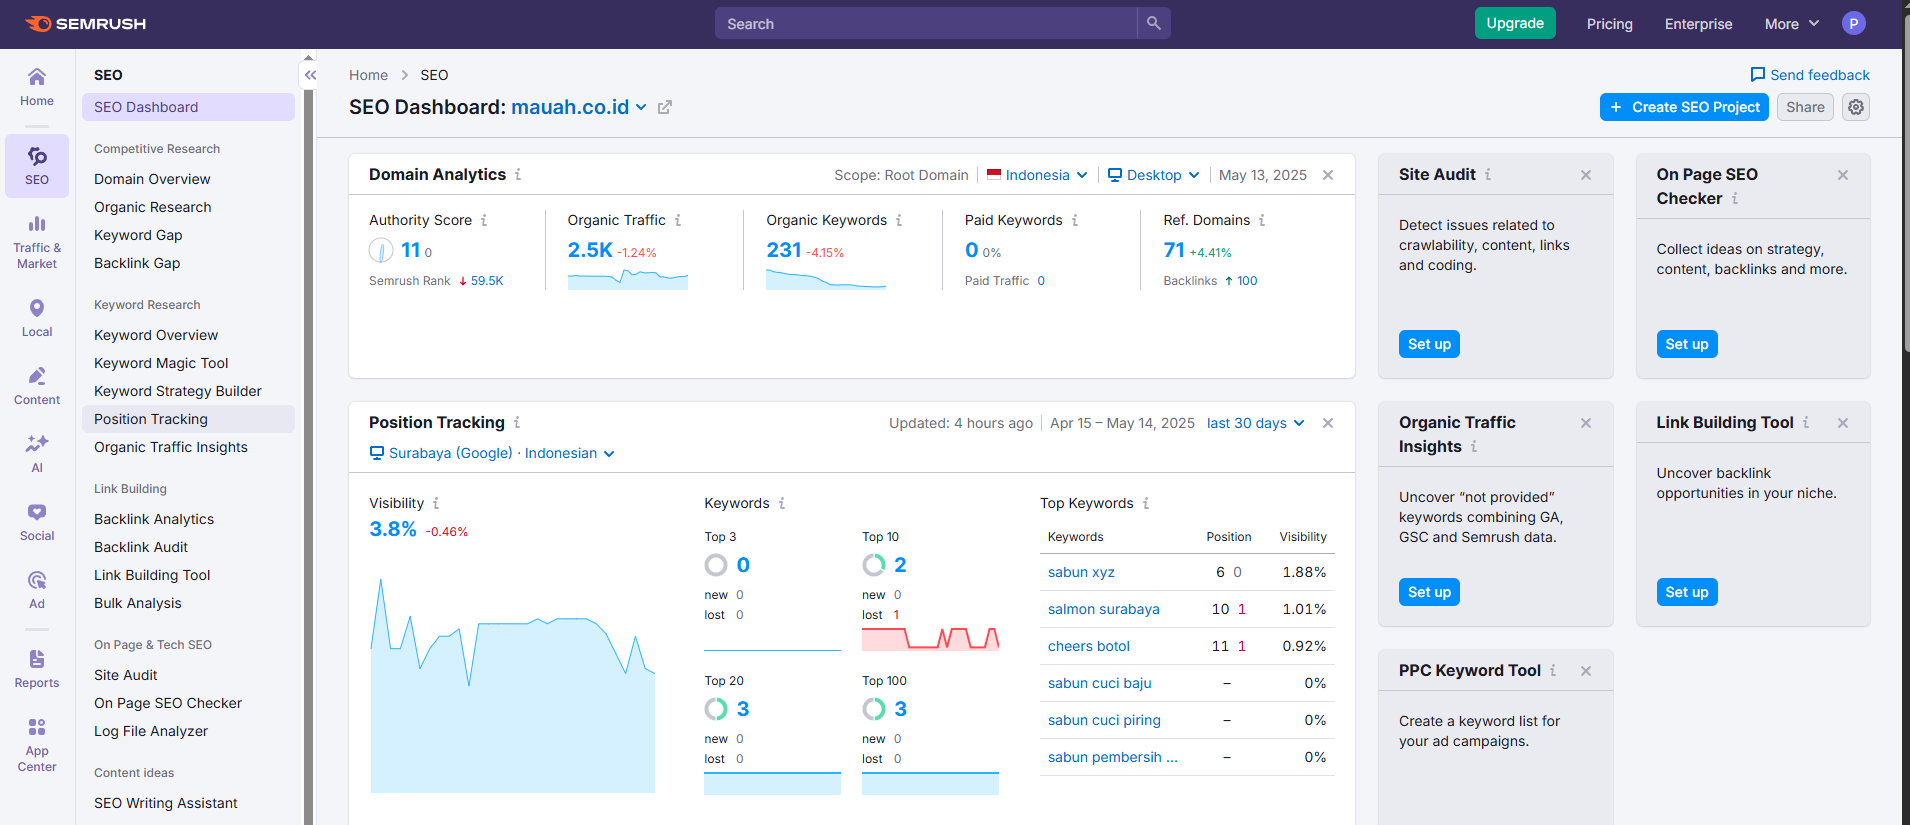 SEMRUSH
Search
Upgrade
Pricing
Enterprise
More
P
Home
SEO
Traffic & Market
Local
Content
AI
Social
Ad
Reports
App Center
SEO
SEO Dashboard
Competitive Research
Domain Overview
Organic Research
Keyword Gap
Backlink Gap
Keyword Research
Keyword Overview
Keyword Magic Tool
Keyword Strategy Builder
Position Tracking
Organic Traffic Insights
Link Building
Backlink Analytics
Backlink Audit
Link Building Tool
Bulk Analysis
On Page & Tech SEO
Site Audit
On Page SEO Checker
Log File Analyzer
Content ideas
SEO Writing Assistant
Home > SEO
Send feedback
SEO Dashboard: mauah.co.id
+ Create SEO Project
Share
Domain Analytics i
Scope: Root Domain
Indonesia
Desktop
May 13, 2025
Authority Score i
11 0
Semrush Rank ↓ 59.5K
Organic Traffic i
2.5K -1.24%
Organic Keywords i
231 -4.15%
Paid Keywords i
0 0%
Paid Traffic 0
Ref. Domains i
71 +4.41%
Backlinks ↑ 100
Site Audit i
Detect issues related to
crawlability, content, links
and coding.
Set up
On Page SEO
Checker i
Collect ideas on strategy,
content, backlinks and more.
Set up
Position Tracking i
Updated: 4 hours ago
Apr 15 – May 14, 2025
last 30 days
Surabaya (Google) · Indonesian
Visibility i
3.8% -0.46%
Keywords i
Top 3
0
new 0
lost 0
Top 10
2
new 0
lost 1
Top 20
3
new 0
lost 0
Top 100
3
new 0
lost 0
Top Keywords i
Keywords Position Visibility
sabun xyz 6 0 1.88%
salmon surabaya 10 1 1.01%
cheers botol 11 1 0.92%
sabun cuci baju – 0%
sabun cuci piring – 0%
sabun pembersih ... – 0%
Organic Traffic
Insights i
Uncover “not provided”
keywords combining GA,
GSC and Semrush data.
Set up
Link Building Tool i
Uncover backlink
opportunities in your niche.
Set up
PPC Keyword Tool i
Create a keyword list for
your ad campaigns.